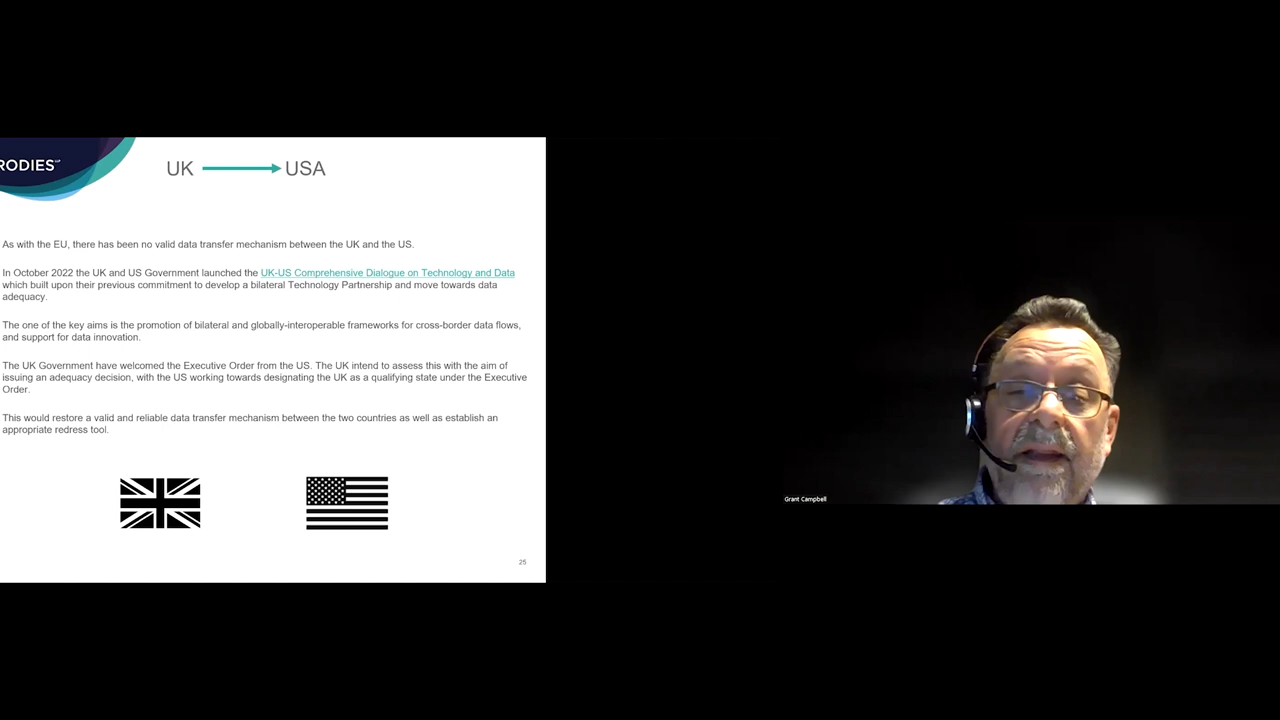 RODIES LLP
UK USA
As with the EU, there has been no valid data transfer mechanism between the UK and the US.
In October 2022 the UK and US Government launched the UK-US Comprehensive Dialogue on Technology and Data
which built upon their previous commitment to develop a bilateral Technology Partnership and move towards data
adequacy.
The one of the key aims is the promotion of bilateral and globally-interoperable frameworks for cross-border data flows,
and support for data innovation.
The UK Government have welcomed the Executive Order from the US. The UK intend to assess this with the aim of
issuing an adequacy decision, with the US working towards designating the UK as a qualifying state under the Executive
Order.
This would restore a valid and reliable data transfer mechanism between the two countries as well as establish an
appropriate redress tool.
25
Grant Campbell